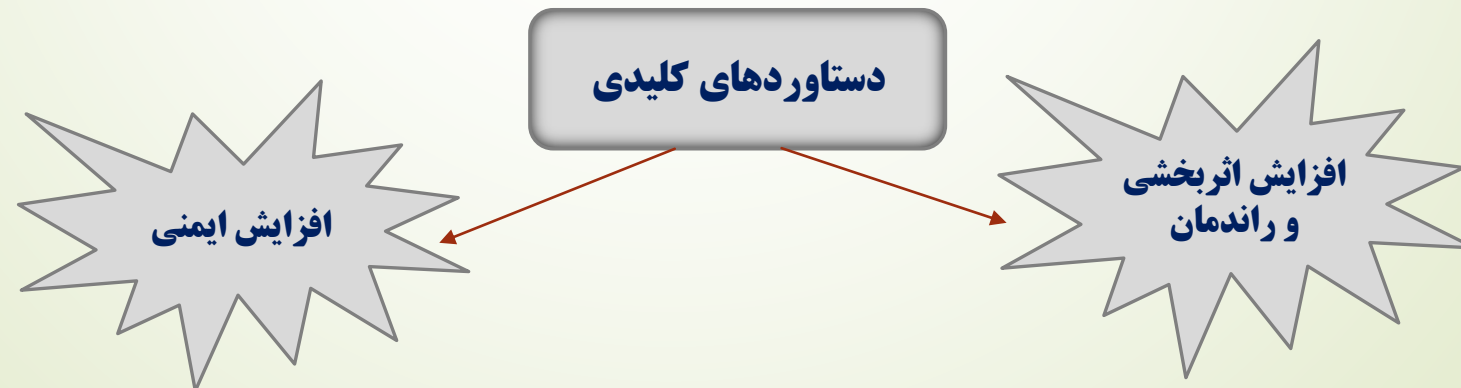 دستاوردهای کلیدی
افزایش اثربخشی
و راندمان
افزایش ایمنی